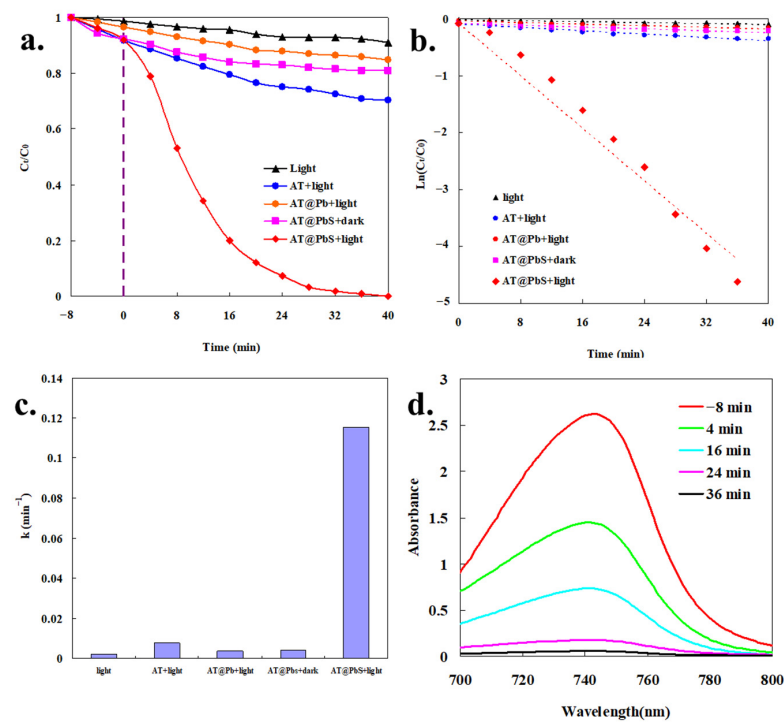 a.
1
0.8
0.6
0.4
0.2
0
Ct/C0
−8
0
8
16
24
32
40
Time (min)
Light
AT+light
AT@Pb+light
AT@PbS+dark
AT@PbS+light
b.
0
−1
−2
−3
−4
−5
Ln(Ct/C0)
0
8
16
24
32
40
Time (min)
light
AT+light
AT@Pb+light
AT@PbS+dark
AT@PbS+light
c.
0.14
0.12
0.1
0.08
0.06
0.04
0.02
0
k (min−1)
light
AT+light
AT@Pb+light
AT@Pbs+dark
AT@PbS+light
d.
3
2.5
2
1.5
1
0.5
0
Absorbance
700
720
740
760
780
800
Wavelength(nm)
−8 min
4 min
16 min
24 min
36 min